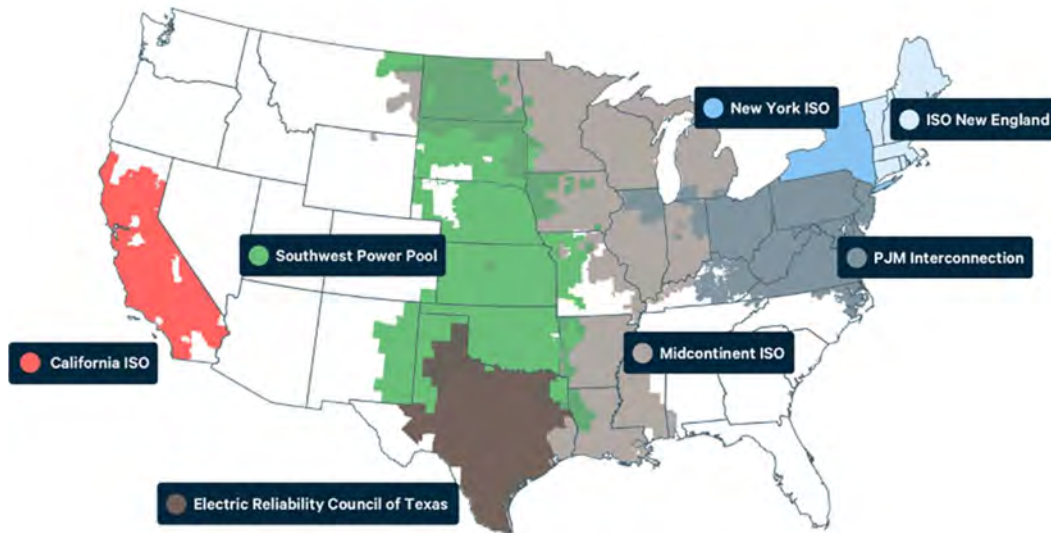 New York ISO
ISO New England
Southwest Power Pool
PJM Interconnection
California ISO
Midcontinent ISO
Electric Reliability Council of Texas